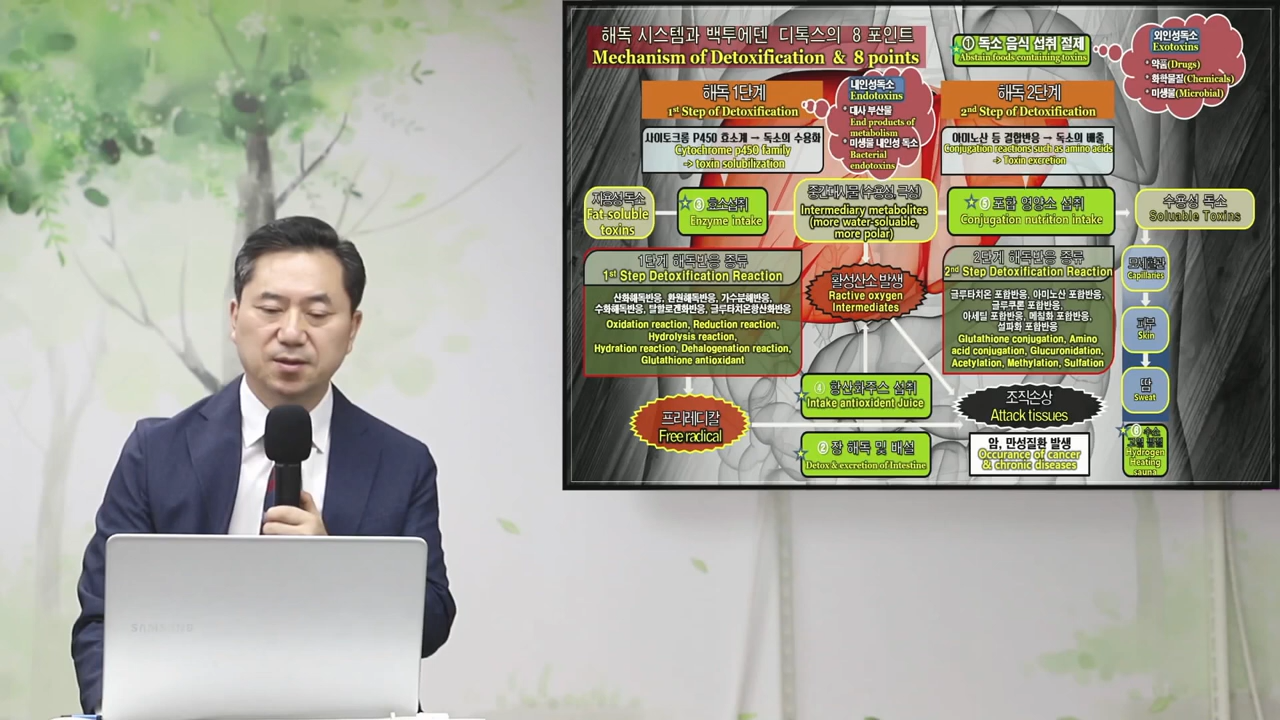 해독 시스템과 백투에덴 디톡스의 8 포인트
Mechanism of Detoxification & 8 points
① 독소 음식 섭취 절제
Abstain foods containing toxins
외인성독소
Exotoxins
* 약품(Drugs)
* 화학물질(Chemicals)
* 미생물(Microbial)
해독 1단계
1st Step of Detoxification
내인성독소
Endotoxins
* 대사 부산물
End products of
metabolism
* 미생물 내인성 독소
Bacterial
endotoxins
해독 2단계
2nd Step of Detoxification
사이토크롬 P450 효소계 → 독소의 수용화
Cytochrome p450 family
-> toxin solubilization
아미노산 등 결합반응 → 독소의 배출
Conjugation reactions such as amino acids
-> Toxin excretion
지용성독소
Fat-soluble
toxins
③ 효소섭취
Enzyme intake
중간대사물 (수용성, 극성)
Intermediary metabolites
(more water-soluble,
more polar)
⑤ 포합 영양소 섭취
Conjugation nutrition intake
수용성 독소
Soluable Toxins
1단계 해독반응 종류
1st Step Detoxification Reaction
산화해독반응, 환원해독반응, 가수분해반응,
수화해독반응, 탈할로겐화반응, 글루타치온항산화반응
Oxidation reaction, Reduction reaction,
Hydrolysis reaction,
Hydration reaction, Dehalogenation reaction,
Glutathione antioxidant
활성산소 발생
Ractive oxygen
Intermediates
2단계 해독반응 종류
2nd Step Detoxification Reaction
글루타치온 포합반응, 아미노산 포합반응,
글루쿠론 포합반응,
아세틸 포합반응, 메칠화 포합반응,
설파화 포합반응
Glutathione conjugation, Amino
acid conjugation, Glucuronidation,
Acetylation, Methylation, Sulfation
모세혈관
Capillaries
피부
Skin
땀
Sweat
프리레디칼
Free radical
④ 항산화주스 섭취
Intake antioxident Juice
조직손상
Attack tissues
② 장 해독 및 배설
Detox & excretion of Intestine
암, 만성질환 발생
Occurance of cancer
& chronic diseases
⑥ 수소
Hydrogen
Heating
sauna
SAMSUNG